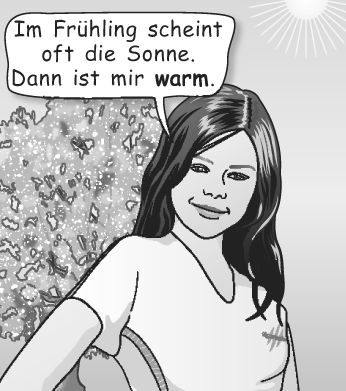 Im Frühling scheint
oft die Sonne.
Dann ist mir warm.